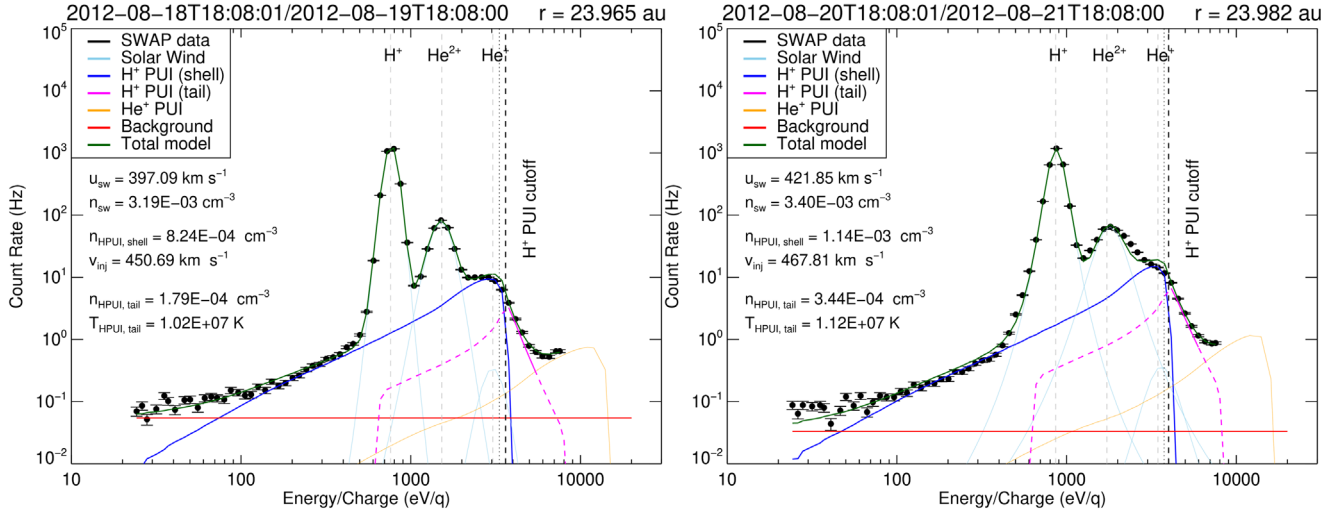 2012-08-18T18:08:01/2012-08-19T18:08:00 r = 23.965 au
10⁵
10⁴
10³
10²
10¹
10⁰
10⁻¹
10⁻²
Count Rate (Hz)
SWAP data
Solar Wind
H⁺ PUI (shell)
H⁺ PUI (tail)
He⁺ PUI
Background
Total model
H⁺ He²⁺ He⁺
u_sw = 397.09 km s⁻¹
n_sw = 3.19E−03 cm⁻³
n_HPUI, shell = 8.24E−04 cm⁻³
v_inj = 450.69 km s⁻¹
n_HPUI, tail = 1.79E−04 cm⁻³
T_HPUI, tail = 1.02E+07 K
H⁺ PUI cutoff
10 100 1000 10000
Energy/Charge (eV/q)
2012-08-20T18:08:01/2012-08-21T18:08:00 r = 23.982 au
10⁵
10⁴
10³
10²
10¹
10⁰
10⁻¹
10⁻²
Count Rate (Hz)
SWAP data
Solar Wind
H⁺ PUI (shell)
H⁺ PUI (tail)
He⁺ PUI
Background
Total model
H⁺ He²⁺ He⁺
u_sw = 421.85 km s⁻¹
n_sw = 3.40E−03 cm⁻³
n_HPUI, shell = 1.14E−03 cm⁻³
v_inj = 467.81 km s⁻¹
n_HPUI, tail = 3.44E−04 cm⁻³
T_HPUI, tail = 1.12E+07 K
H⁺ PUI cutoff
10 100 1000 10000
Energy/Charge (eV/q)